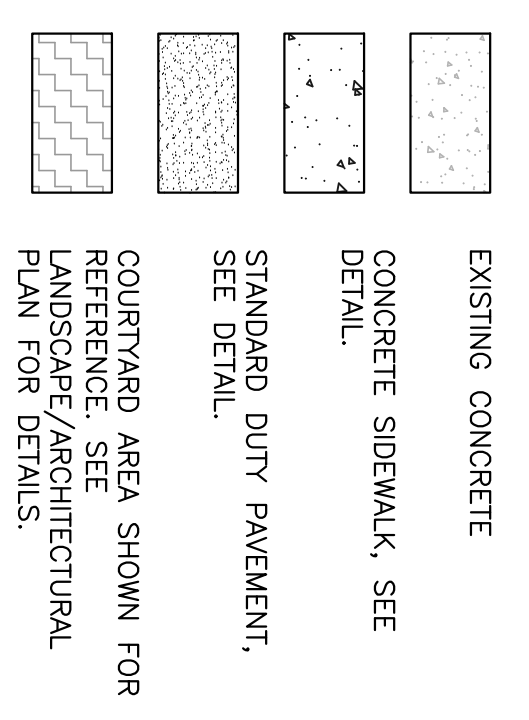 EXISTING CONCRETE
CONCRETE SIDEWALK, SEE
DETAIL.
STANDARD DUTY PAVEMENT,
SEE DETAIL.
COURTYARD AREA SHOWN FOR
REFERENCE. SEE
LANDSCAPE/ARCHITECTURAL
PLAN FOR DETAILS.